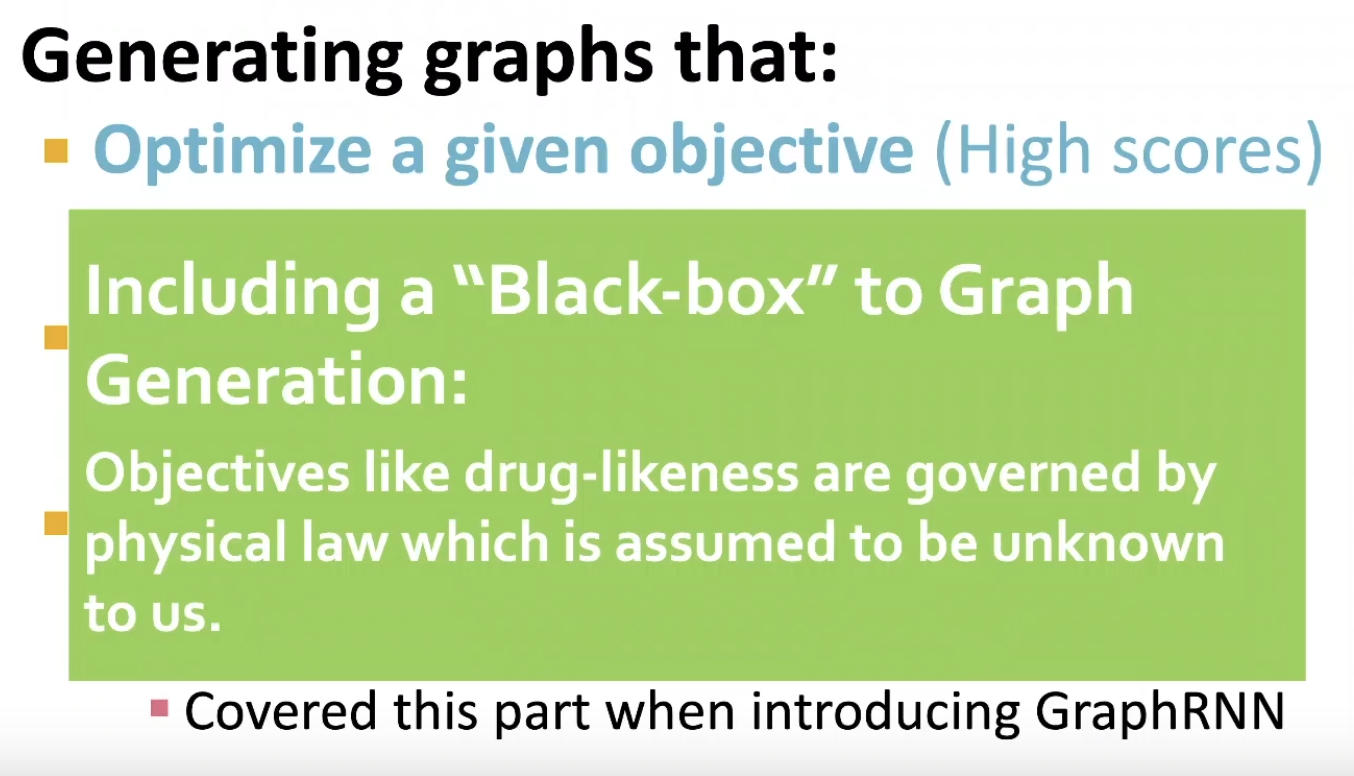 Generating graphs that:
Optimize a given objective (High scores)
Including a “Black-box” to Graph
Generation:
Objectives like drug-likeness are governed by
physical law which is assumed to be unknown
to us.
Covered this part when introducing GraphRNN